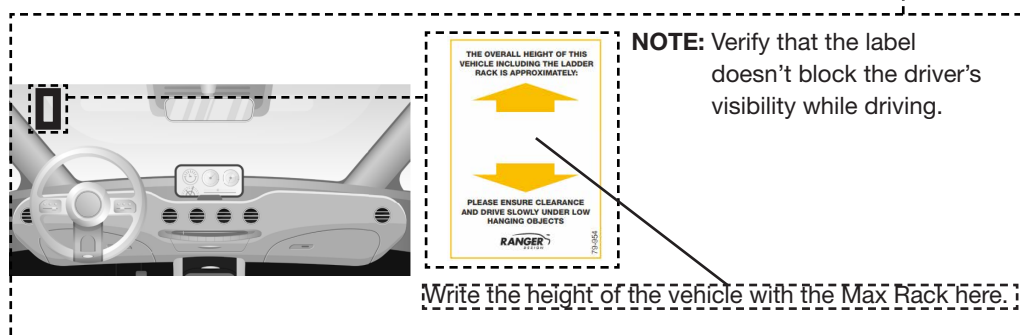 THE OVERALL HEIGHT OF THIS
VEHICLE INCLUDING THE LADDER
RACK IS APPROXIMATELY:
PLEASE ENSURE CLEARANCE
AND DRIVE SLOWLY UNDER LOW
HANGING OBJECTS
RANGER
DESIGN
79-954
NOTE: Verify that the label
doesn’t block the driver’s
visibility while driving.
Write the height of the vehicle with the Max Rack here.